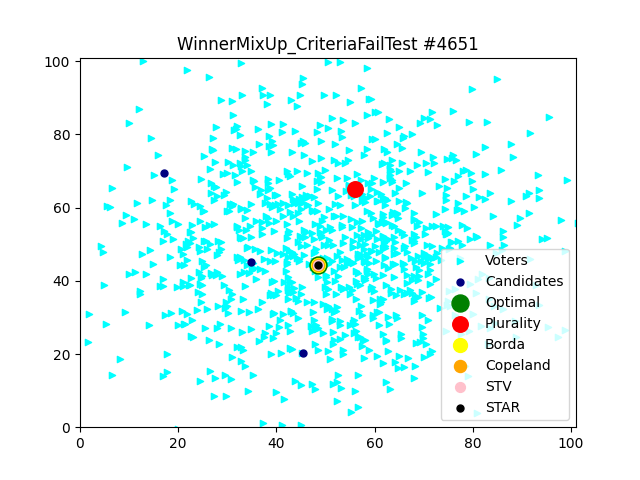 WinnerMixUp_CriteriaFailTest #4651
100
80
60
40
20
0
0 20 40 60 80 100
Voters
Candidates
Optimal
Plurality
Borda
Copeland
STV
STAR